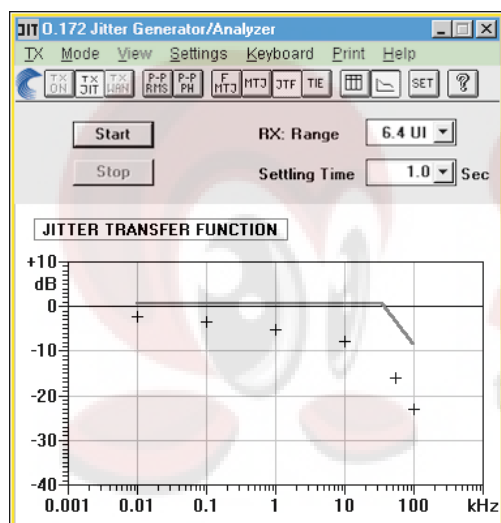 JIT O.172 Jitter Generator/Analyzer
TX Mode View Settings Keyboard Print Help
TX ON TX JIT TX WAN P-P RMS P-P PH F MTJ MTJ JTF TIE SET ?
Start RX: Range 6.4 UI
Stop Settling Time 1.0 Sec
JITTER TRANSFER FUNCTION
+10
dB
0
-10
-20
-30
-40
0.001 0.01 0.1 1 10 100 kHz